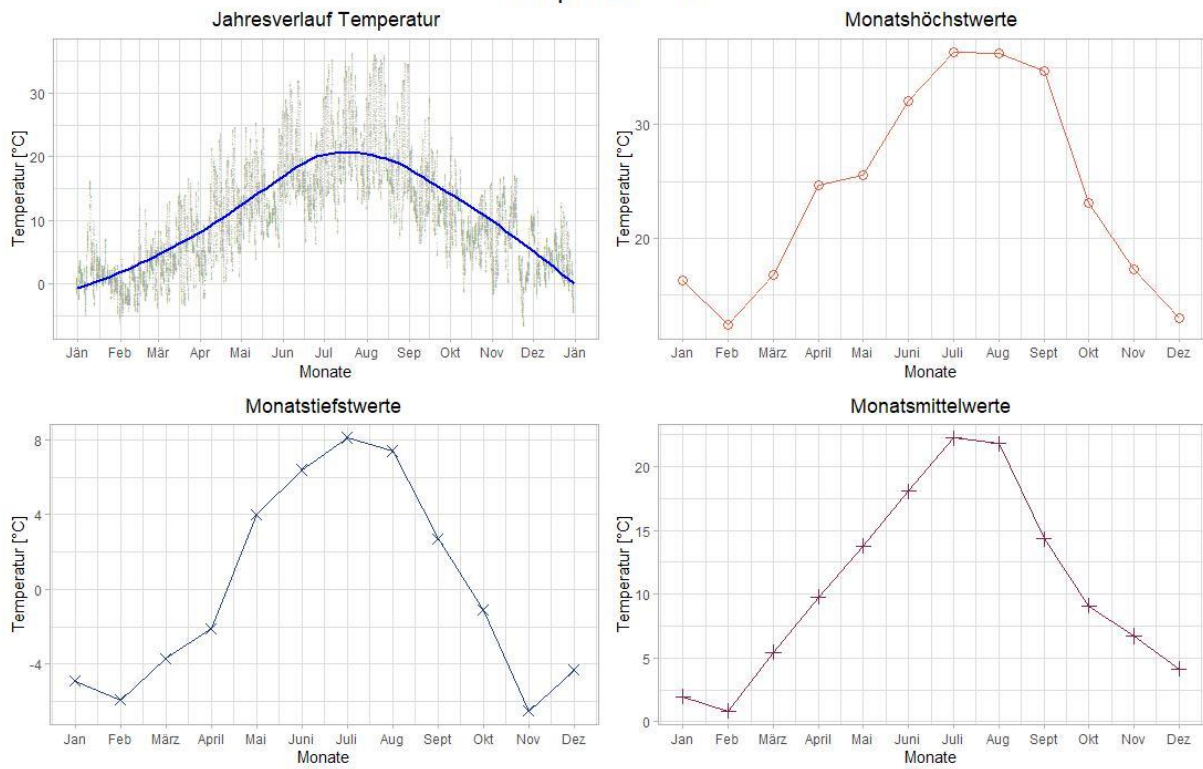 Jahresverlauf Temperatur
Temperatur [°C]
30
20
10
0
Jän Feb Mär Apr Mai Jun Jul Aug Sep Okt Nov Dez Jän
Monate
Monatshöchstwerte
Temperatur [°C]
30
20
Jan Feb März April Mai Juni Juli Aug Sept Okt Nov Dez
Monate
Monatstiefstwerte
Temperatur [°C]
8
4
0
-4
Jan Feb März April Mai Juni Juli Aug Sept Okt Nov Dez
Monate
Monatsmittelwerte
Temperatur [°C]
20
15
10
5
0
Jan Feb März April Mai Juni Juli Aug Sept Okt Nov Dez
Monate